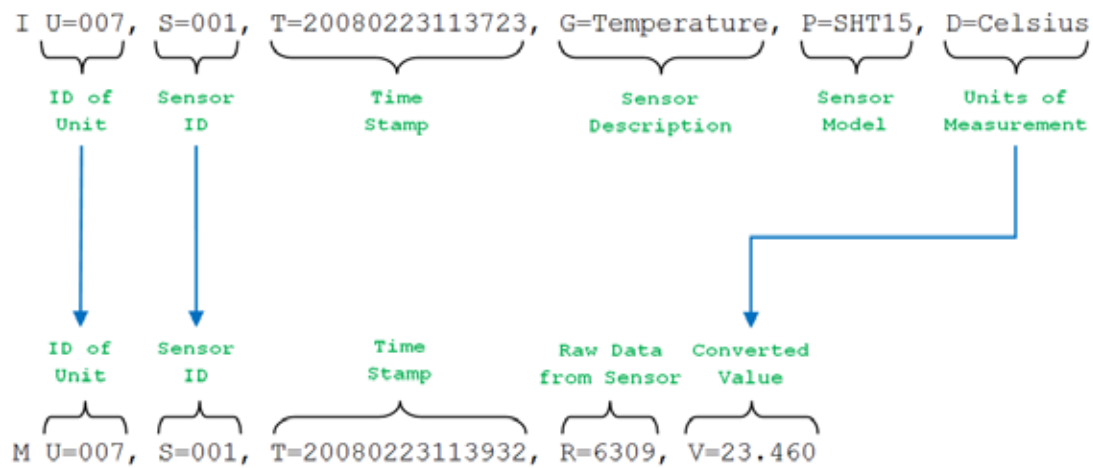 I U=007, S=001, T=20080223113723, G=Temperature, P=SHT15, D=Celsius
ID of Sensor Time Sensor Sensor Units of
Unit ID Stamp Description Model Measurement
ID of Sensor Time Raw Data Converted
Unit ID Stamp from Sensor Value
M U=007, S=001, T=20080223113932, R=6309, V=23.460